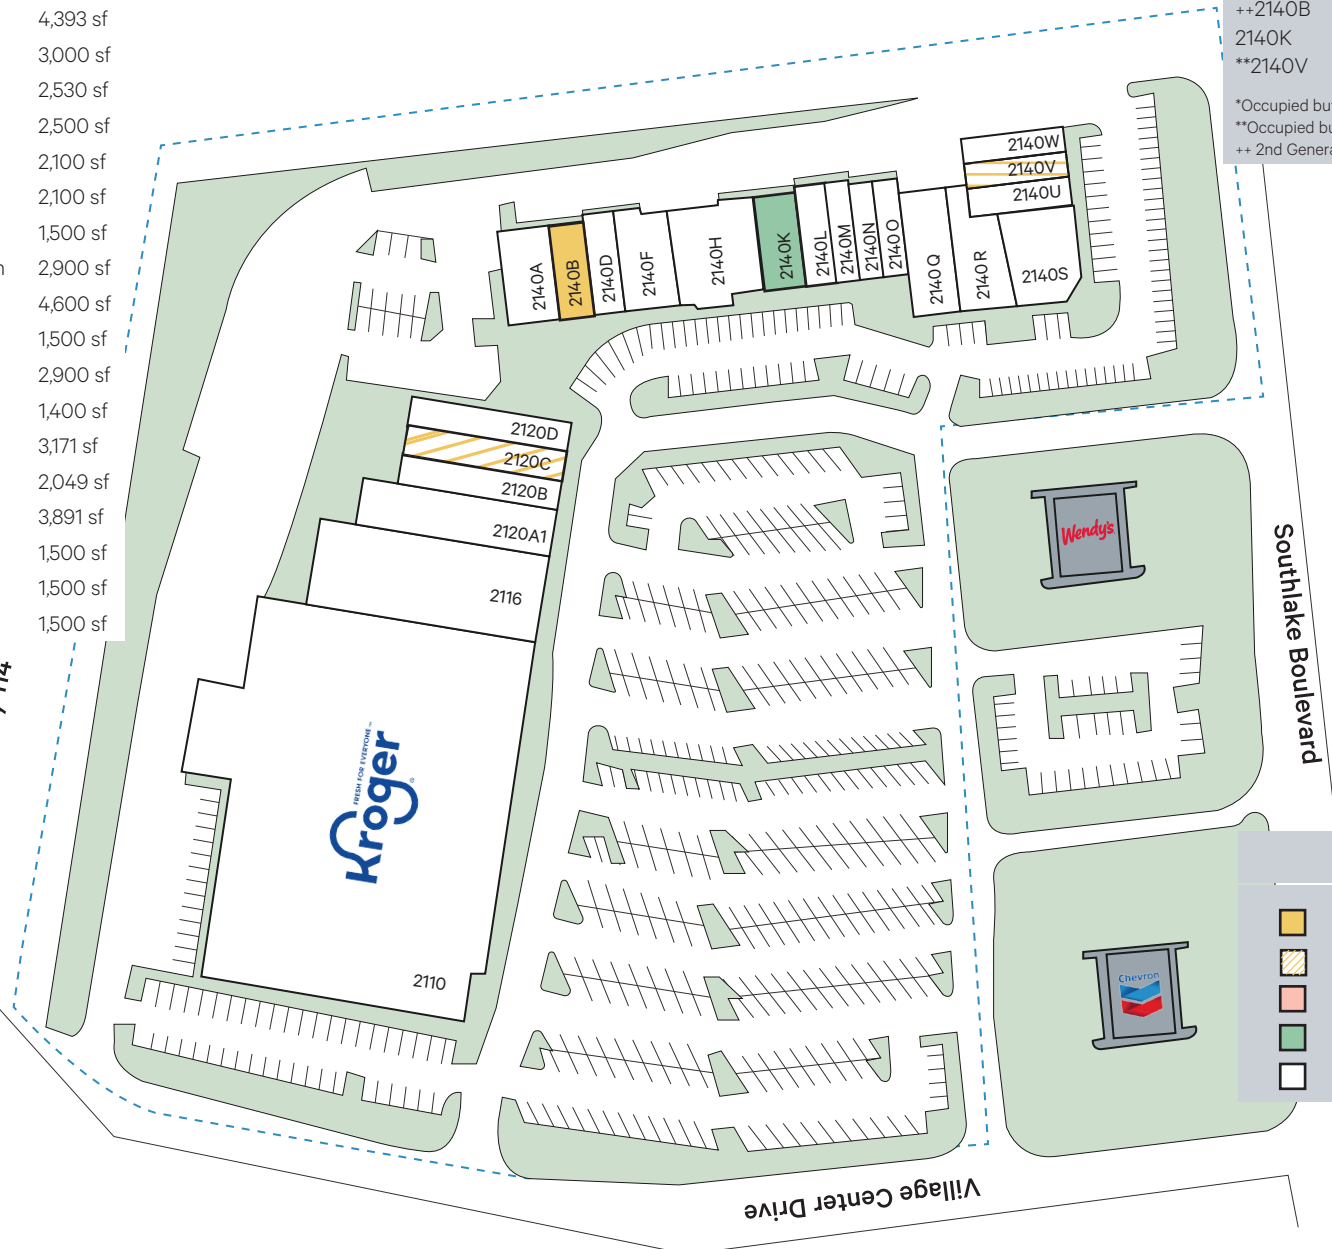 4,393 sf
3,000 sf
2,530 sf
2,500 sf
2,100 sf
2,100 sf
1,500 sf
2,900 sf
4,600 sf
1,500 sf
2,900 sf
1,400 sf
3,171 sf
2,049 sf
3,891 sf
1,500 sf
1,500 sf
1,500 sf
++2140B
2140K
**2140V
*Occupied bu
**Occupied bu
++ 2nd Genera
2140W
2140V
2140U
2140A
2140B
2140D
2140F
2140H
2140K
2140L
2140M
2140N
2140O
2140Q
2140R
2140S
2120D
2120C
2120B
2120A1
2116
Kroger
FRESH FOR EVERYONE™
2110
Wendy's
Chevron
Southlake Boulevard
Village Center Drive